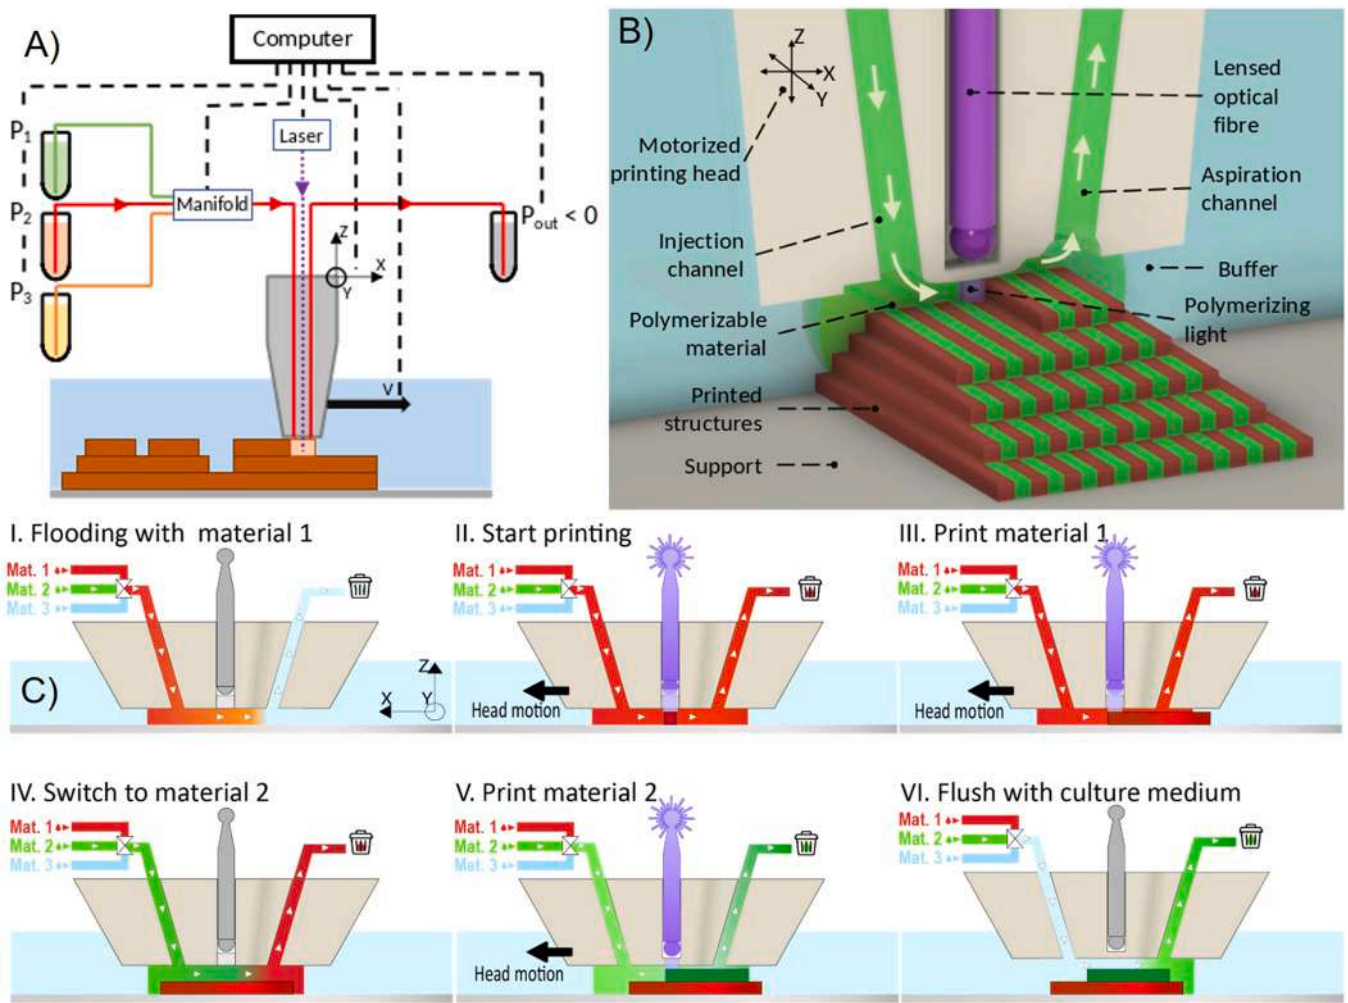 A)
Computer
P1
P2
P3
Laser
Manifold
Pout < 0
Z
X
Y
V
B)
Z
X
Y
Motorized
printing head
Injection
channel
Polymerizable
material
Printed
structures
Support
Lensed
optical
fibre
Aspiration
channel
Buffer
Polymerizing
light
C)
I. Flooding with material 1
Mat. 1
Mat. 2
Mat. 3
Z
X
Y
II. Start printing
Mat. 1
Mat. 2
Mat. 3
Head motion
III. Print material 1
Mat. 1
Mat. 2
Mat. 3
Head motion
IV. Switch to material 2
Mat. 1
Mat. 2
Mat. 3
V. Print material 2
Mat. 1
Mat. 2
Mat. 3
Head motion
VI. Flush with culture medium
Mat. 1
Mat. 2
Mat. 3